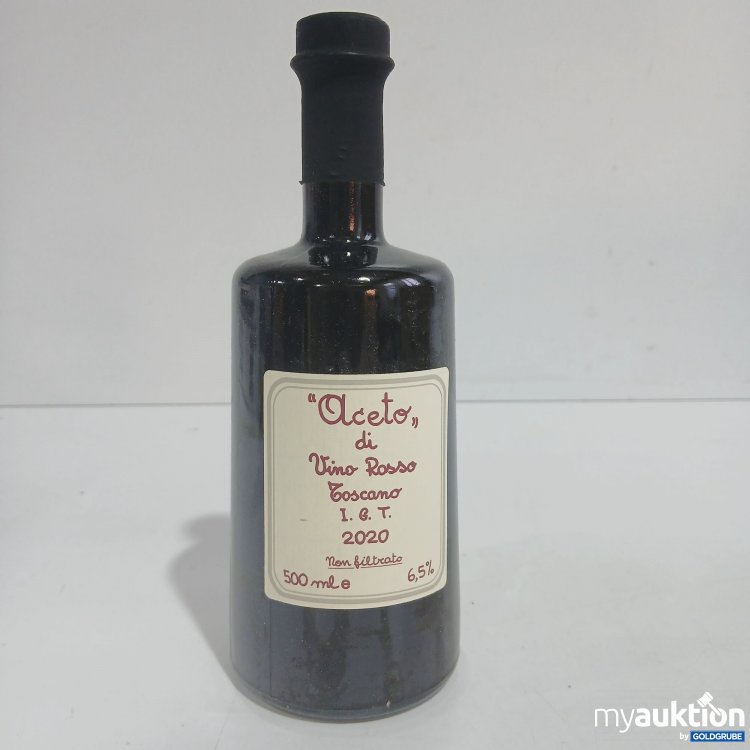 “Aceto„
di
Vino Rosso
Toscano
I. G. T.
2020
Non filtrato
500 ml e 6,5%
myauktion
by GOLDGRUBE